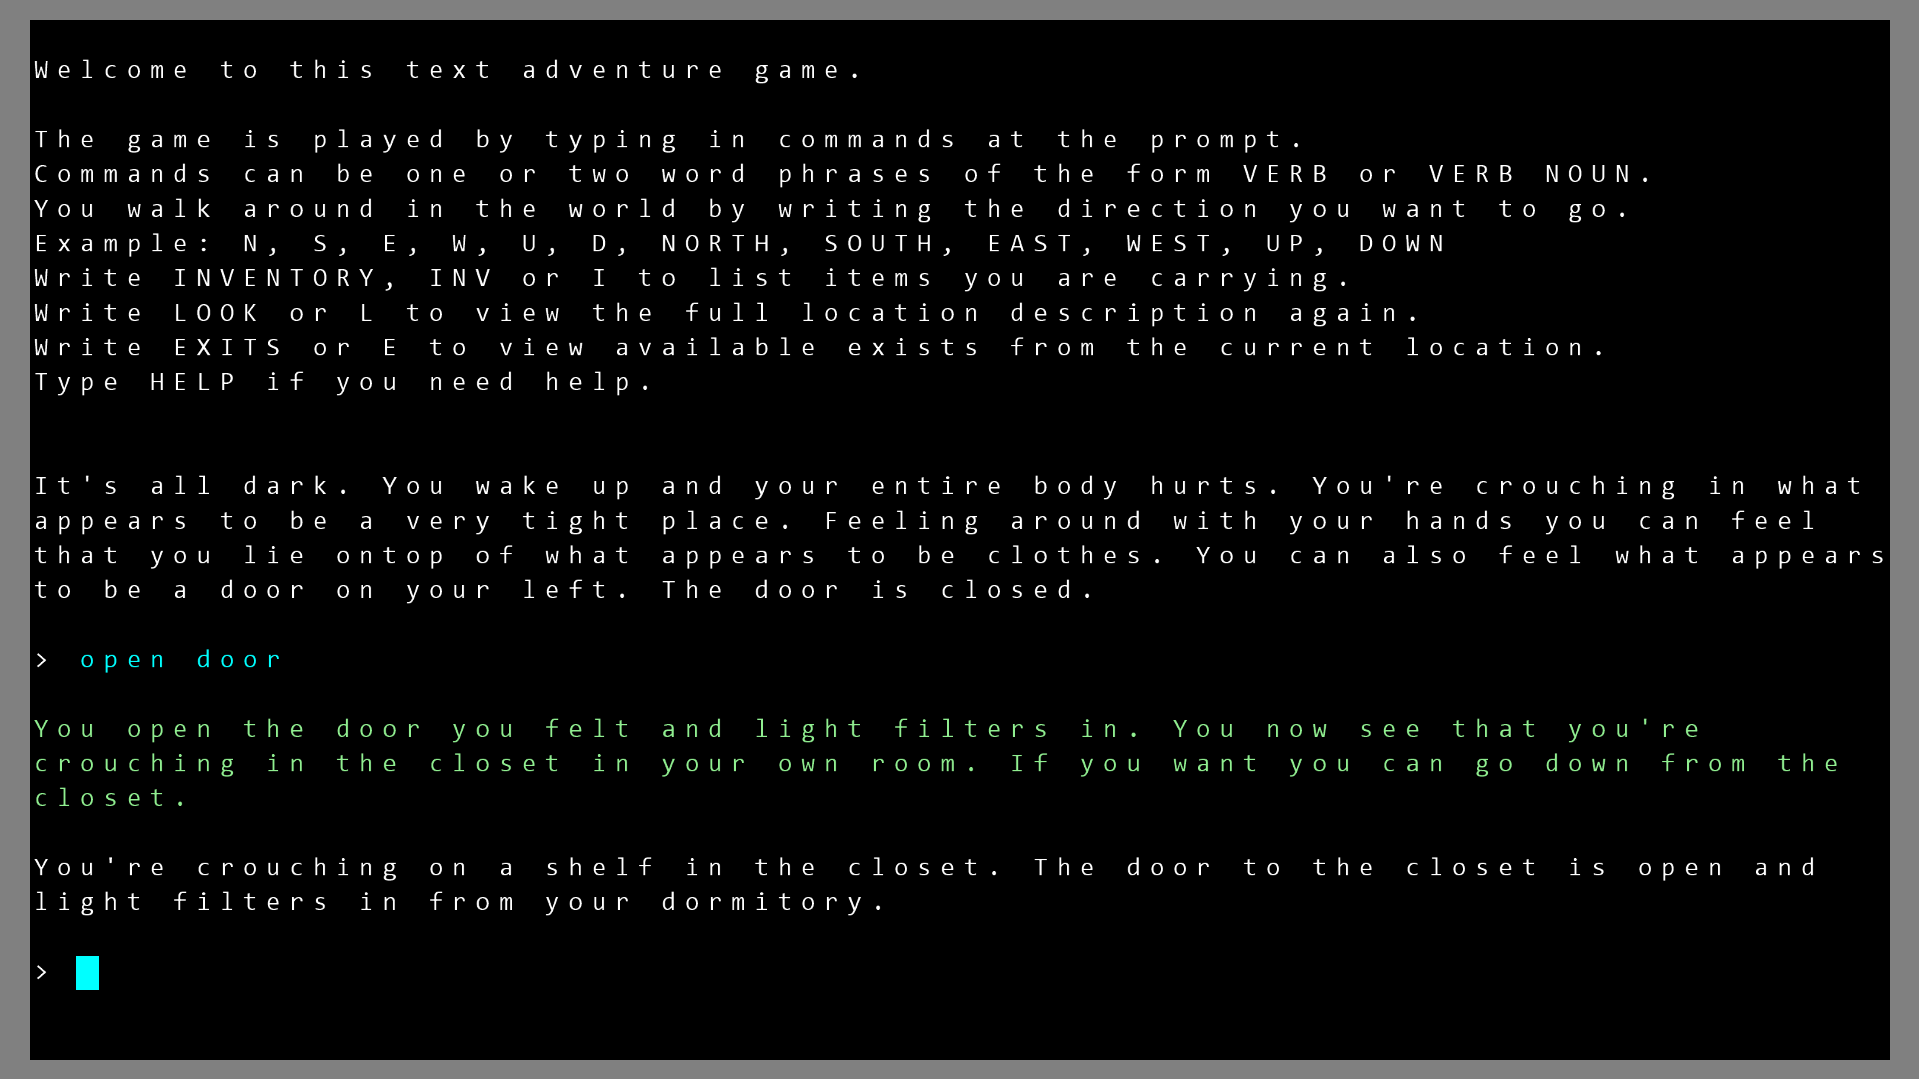 Welcome to this text adventure game.
The game is played by typing in commands at the prompt.
Commands can be one or two word phrases of the form VERB or VERB NOUN.
You walk around in the world by writing the direction you want to go.
Example: N, S, E, W, U, D, NORTH, SOUTH, EAST, WEST, UP, DOWN
Write INVENTORY, INV or I to list items you are carrying.
Write LOOK or L to view the full location description again.
Write EXITS or E to view available exists from the current location.
Type HELP if you need help.
It's all dark. You wake up and your entire body hurts. You're crouching in what
appears to be a very tight place. Feeling around with your hands you can feel
that you lie ontop of what appears to be clothes. You can also feel what appears
to be a door on your left. The door is closed.
> open door
You open the door you felt and light filters in. You now see that you're
crouching in the closet in your own room. If you want you can go down from the
closet.
You're crouching on a shelf in the closet. The door to the closet is open and
light filters in from your dormitory.
>